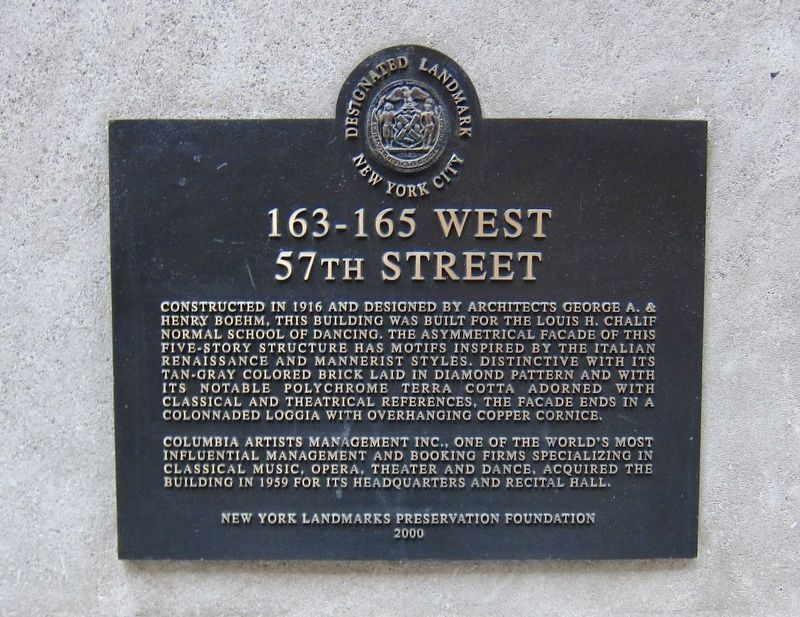 DESIGNATED LANDMARK
NEW YORK CITY
163-165 WEST
57TH STREET
CONSTRUCTED IN 1916 AND DESIGNED BY ARCHITECTS GEORGE A. &
HENRY BOEHM, THIS BUILDING WAS BUILT FOR THE LOUIS H. CHALIF
NORMAL SCHOOL OF DANCING. THE ASYMMETRICAL FACADE OF THIS
FIVE-STORY STRUCTURE HAS MOTIFS INSPIRED BY THE ITALIAN
RENAISSANCE AND MANNERIST STYLES. DISTINCTIVE WITH ITS
TAN-GRAY COLORED BRICK LAID IN DIAMOND PATTERN AND WITH
ITS NOTABLE POLYCHROME TERRA COTTA ADORNED WITH
CLASSICAL AND THEATRICAL REFERENCES, THE FACADE ENDS IN A
COLONNADED LOGGIA WITH OVERHANGING COPPER CORNICE.
COLUMBIA ARTISTS MANAGEMENT INC., ONE OF THE WORLD'S MOST
INFLUENTIAL MANAGEMENT AND BOOKING FIRMS SPECIALIZING IN
CLASSICAL MUSIC, OPERA, THEATER AND DANCE, ACQUIRED THE
BUILDING IN 1959 FOR ITS HEADQUARTERS AND RECITAL HALL.
NEW YORK LANDMARKS PRESERVATION FOUNDATION
2000